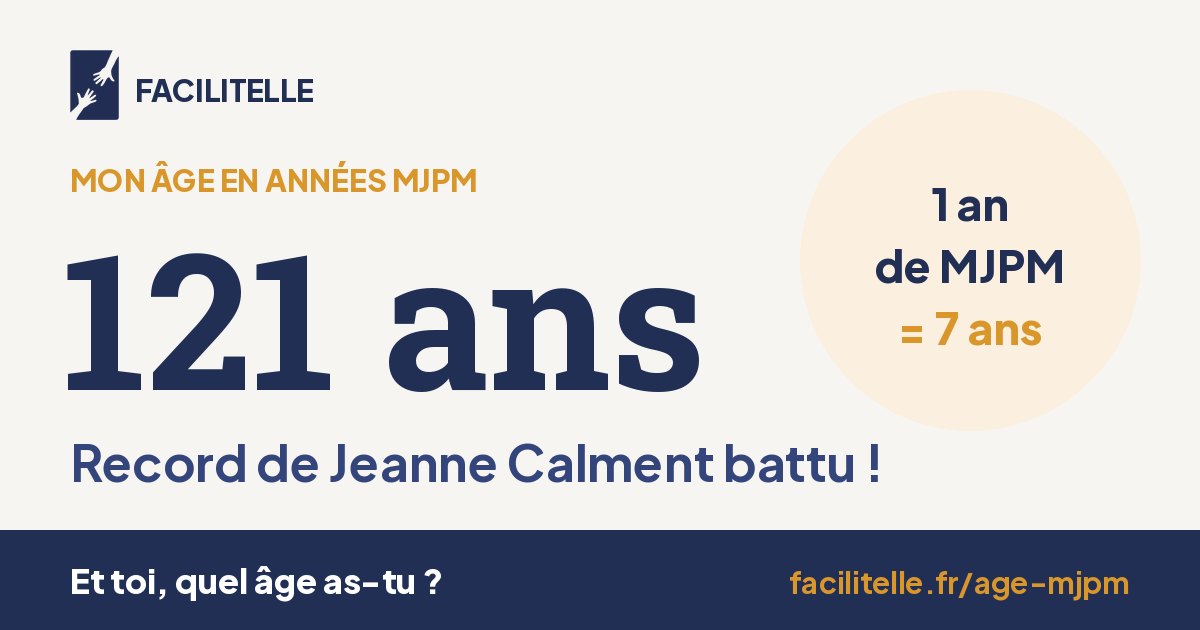 FACILITELLE
MON ÂGE EN ANNÉES MJPM
121 ans
Record de Jeanne Calment battu !
1 an
de MJPM
= 7 ans
Et toi, quel âge as-tu ?
facilitelle.fr/age-mjpm